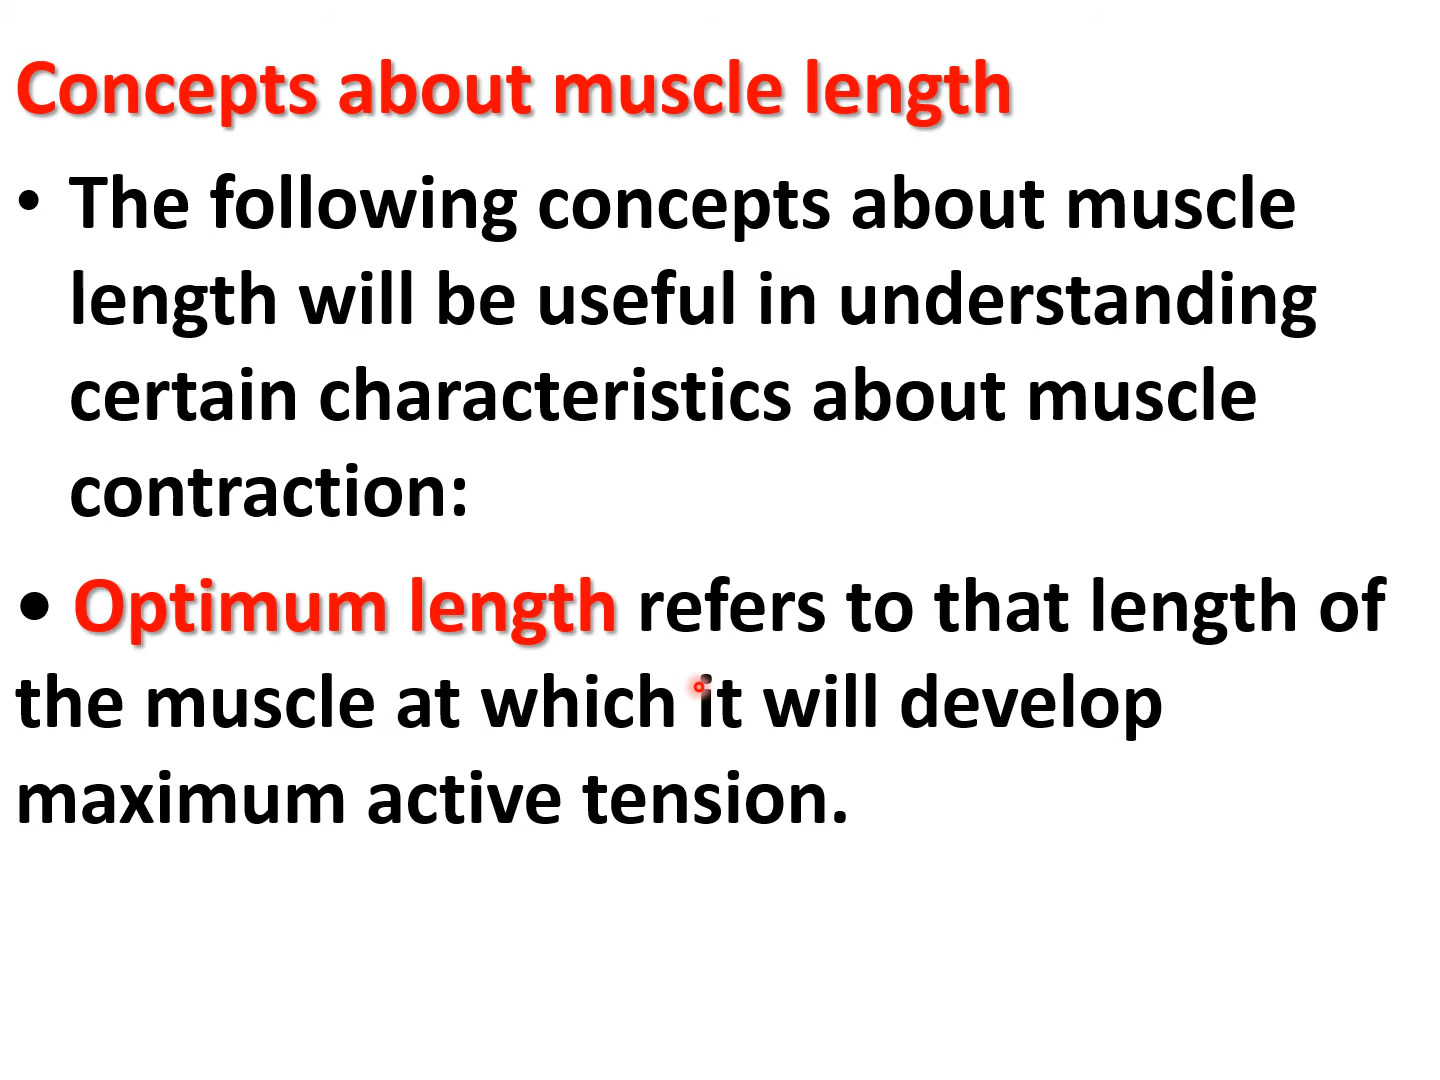 Concepts about muscle length
• The following concepts about muscle
length will be useful in understanding
certain characteristics about muscle
contraction:
• Optimum length refers to that length of
the muscle at which it will develop
maximum active tension.